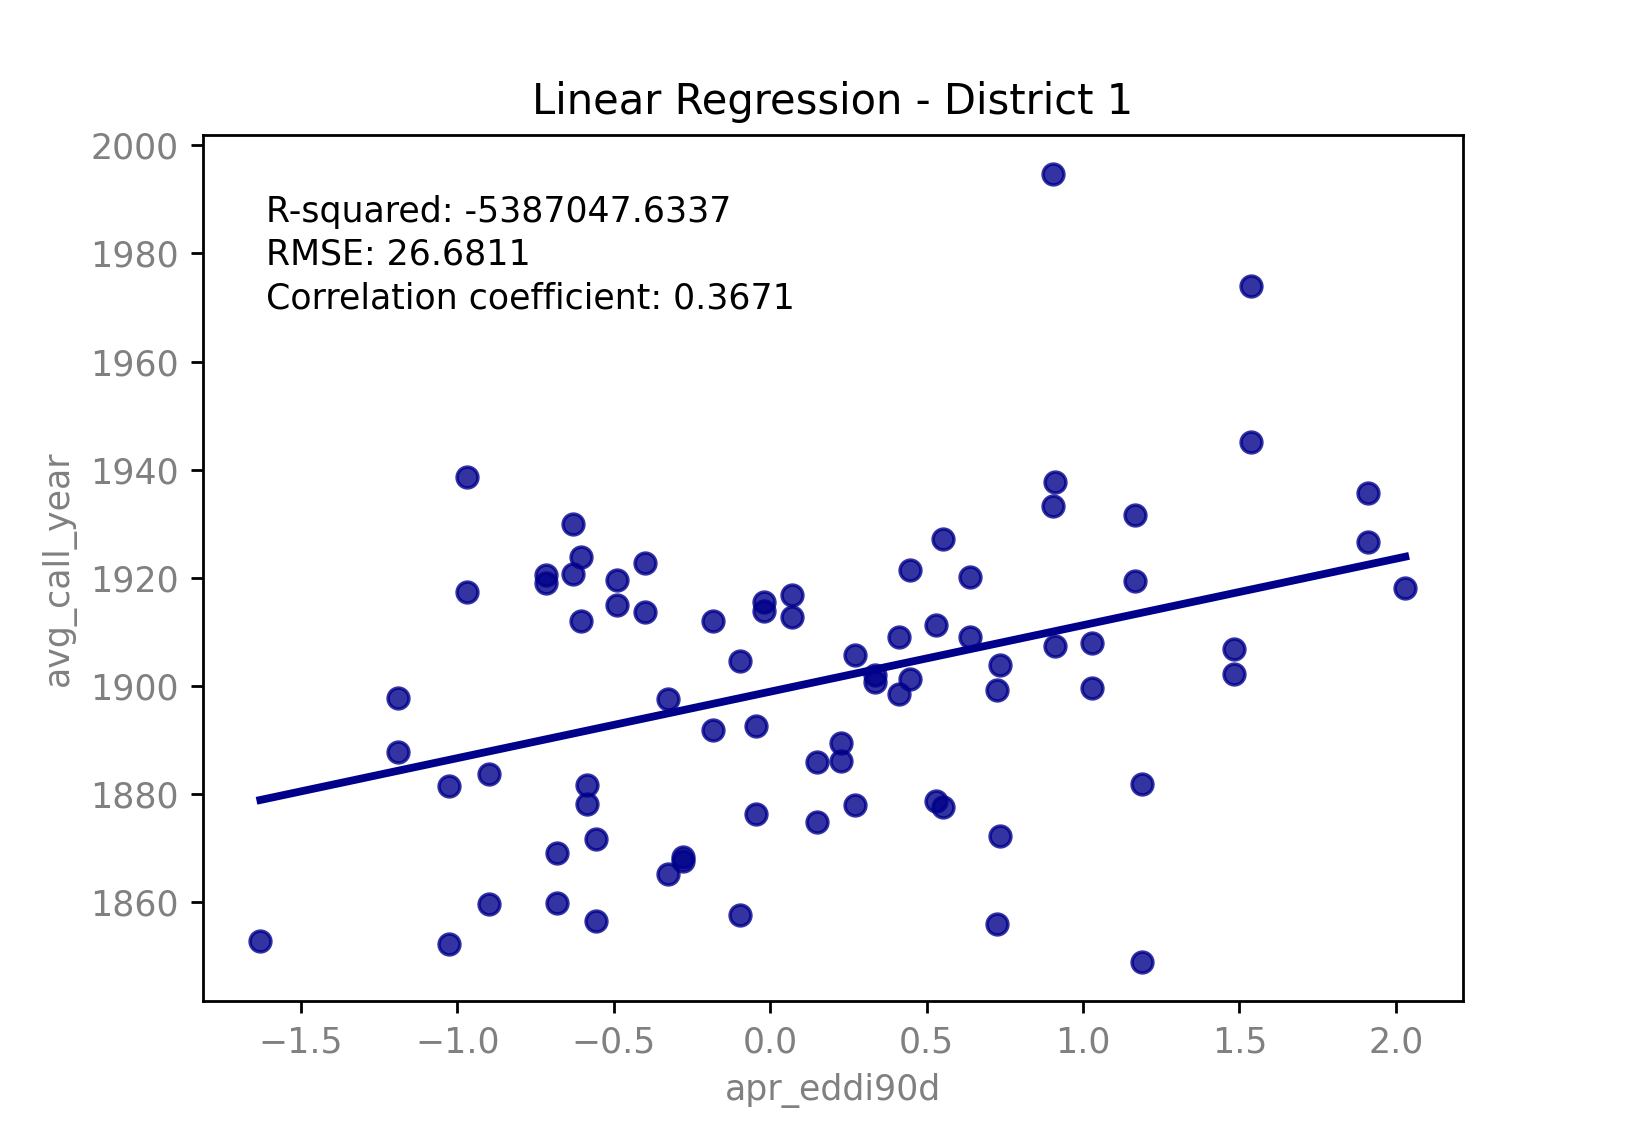 Linear Regression - District 1
R-squared: -5387047.6337
RMSE: 26.6811
Correlation coefficient: 0.3671
avg_call_year
2000
1980
1960
1940
1920
1900
1880
1860
−1.5 −1.0 −0.5 0.0 0.5 1.0 1.5 2.0
apr_eddi90d